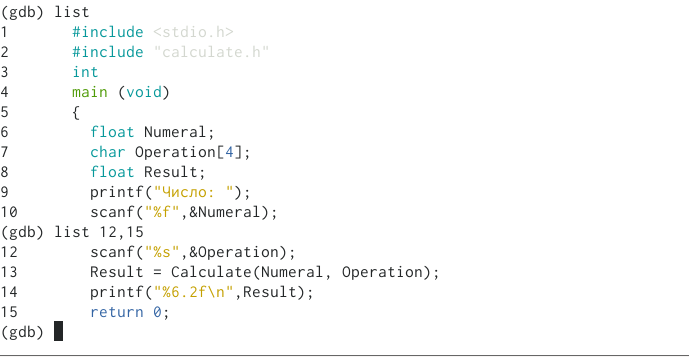 (gdb) list
1       #include <stdio.h>
2       #include "calculate.h"
3       int
4       main (void)
5       {
6         float Numeral;
7         char Operation[4];
8         float Result;
9         printf("Число: ");
10        scanf("%f",&Numeral);
(gdb) list 12,15
12        scanf("%s",&Operation);
13        Result = Calculate(Numeral, Operation);
14        printf("%6.2f\n",Result);
15        return 0;
(gdb)